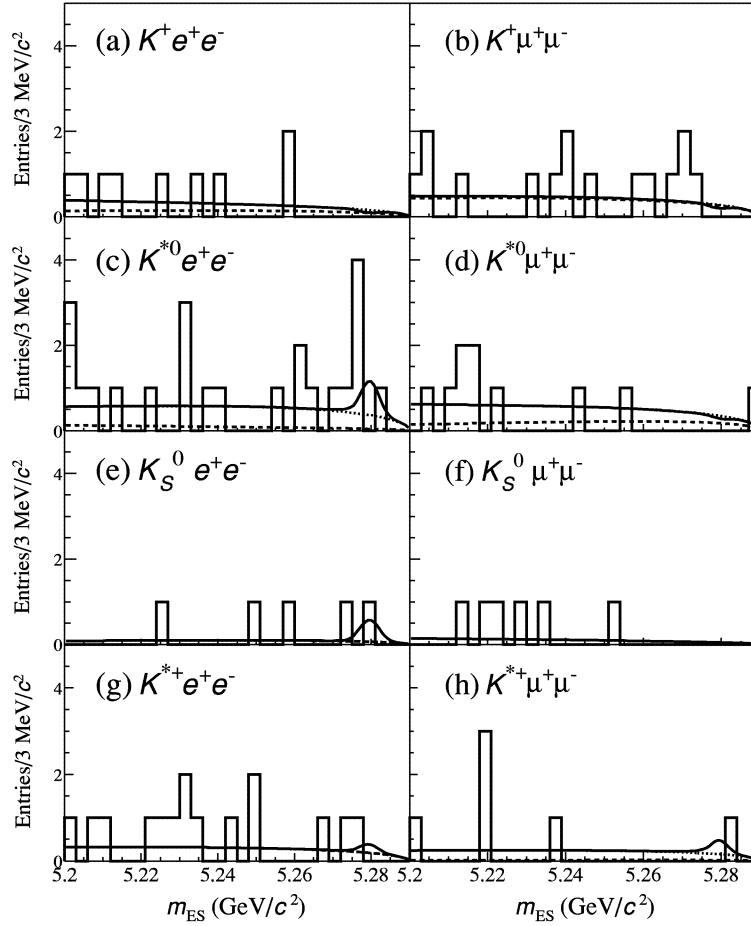 (a) K⁺e⁺e⁻
(b) K⁺μ⁺μ⁻
Entries/3 MeV/c²
4
2
0
(c) K*⁰e⁺e⁻
(d) K*⁰μ⁺μ⁻
Entries/3 MeV/c²
4
2
0
(e) K_S⁰ e⁺e⁻
(f) K_S⁰ μ⁺μ⁻
Entries/3 MeV/c²
4
2
0
(g) K*⁺e⁺e⁻
(h) K*⁺μ⁺μ⁻
Entries/3 MeV/c²
4
2
0
5.2 5.22 5.24 5.26 5.28 5.2 5.22 5.24 5.26 5.28
m_ES (GeV/c²) m_ES (GeV/c²)